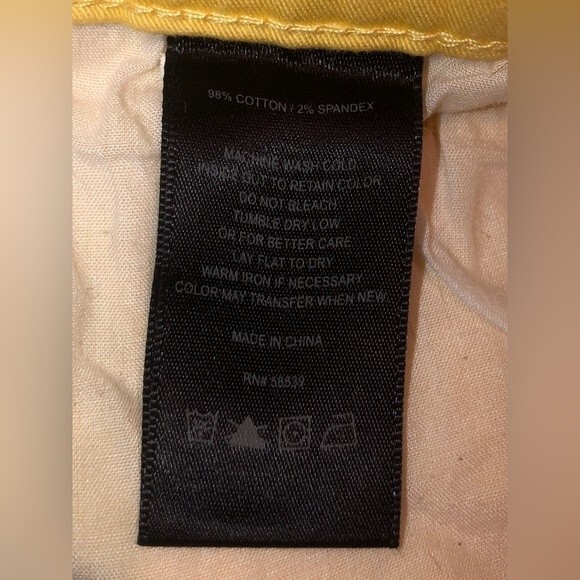 98% COTTON / 2% SPANDEX
MACHINE WASH COLD
INSIDE OUT TO RETAIN COLOR
DO NOT BLEACH
TUMBLE DRY LOW
OR FOR BETTER CARE
LAY FLAT TO DRY
WARM IRON IF NECESSARY
COLOR MAY TRANSFER WHEN NEW
MADE IN CHINA
RN# 58539